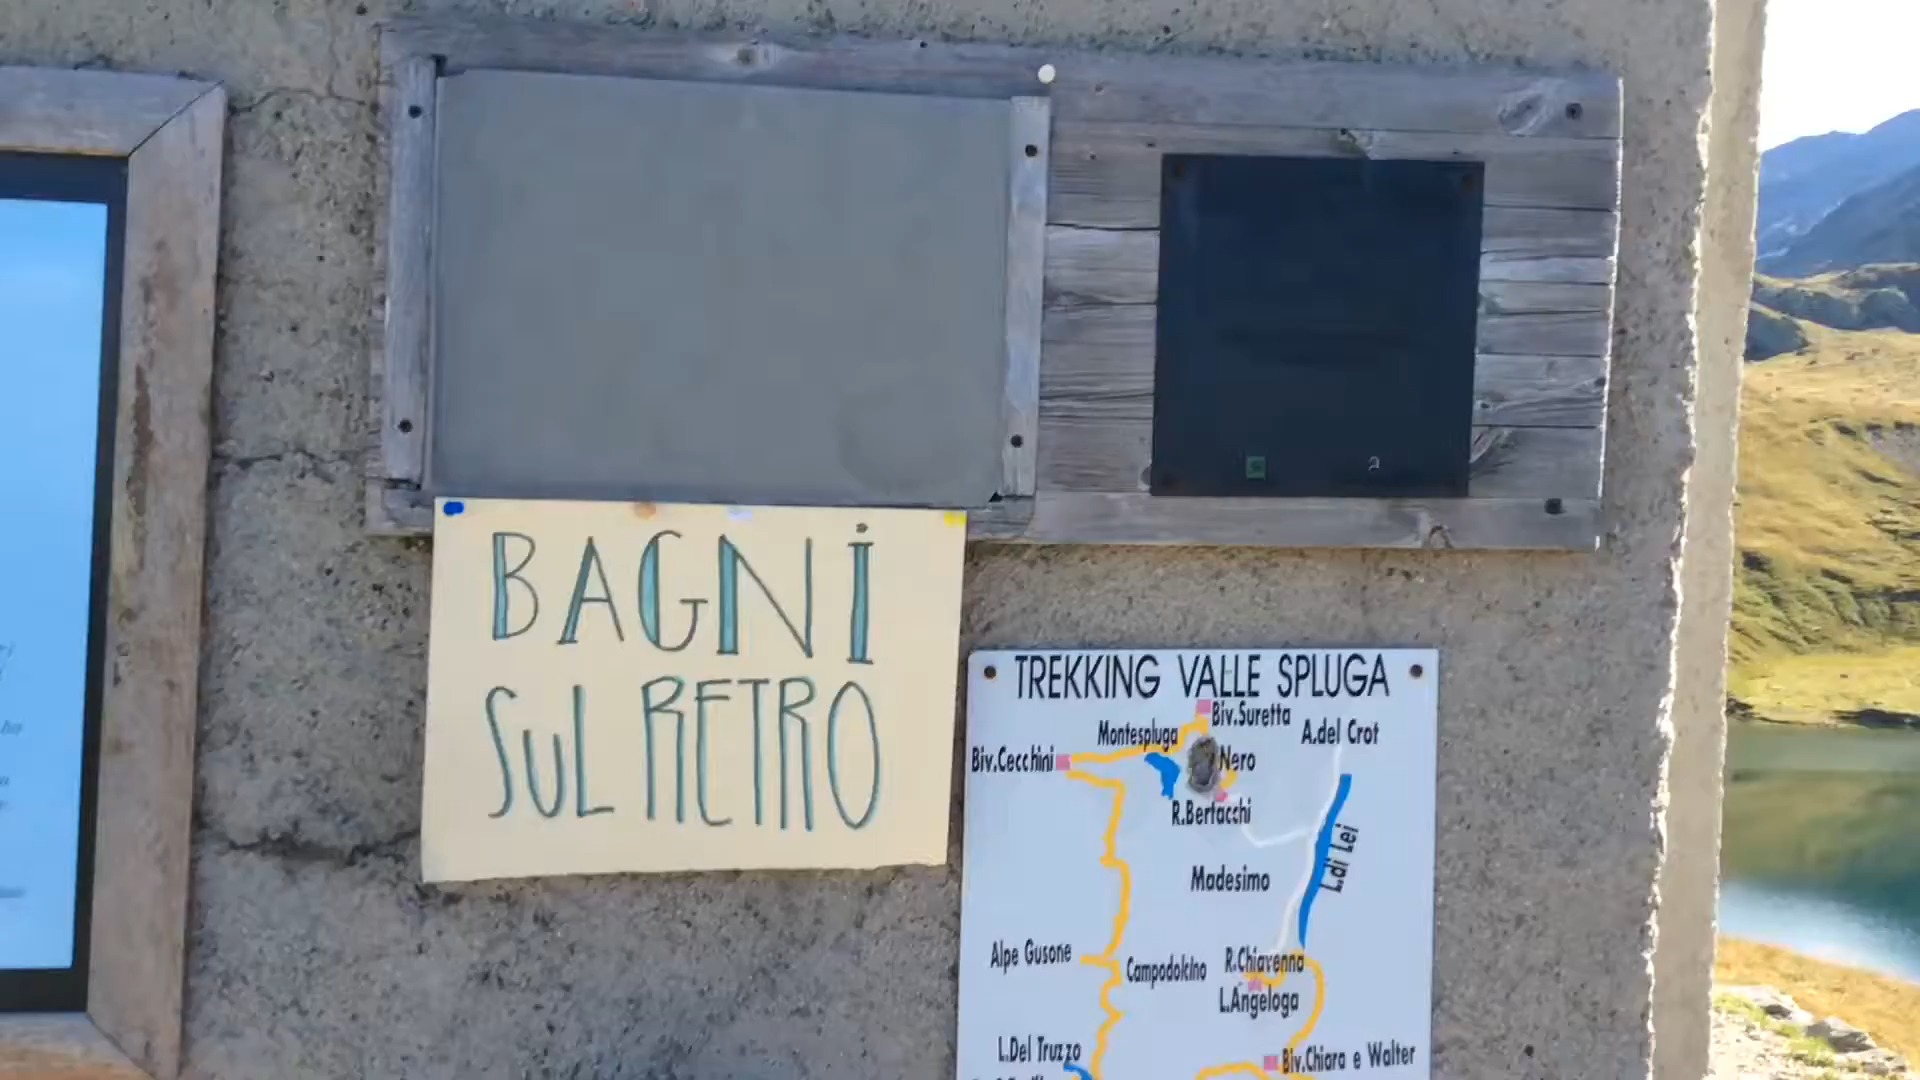 BAGNI
SUL RETRO
TREKKING VALLE SPLUGA
Biv.Suretta
Montespluga
A.del Crot
Biv.Cecchini
Nero
R.Bertacchi
L.di Lei
Madesimo
Alpe Gusone
Campodolcino
R.Chiavenna
L.Angeloga
L.Del Truzzo
Biv.Chiara e Walter